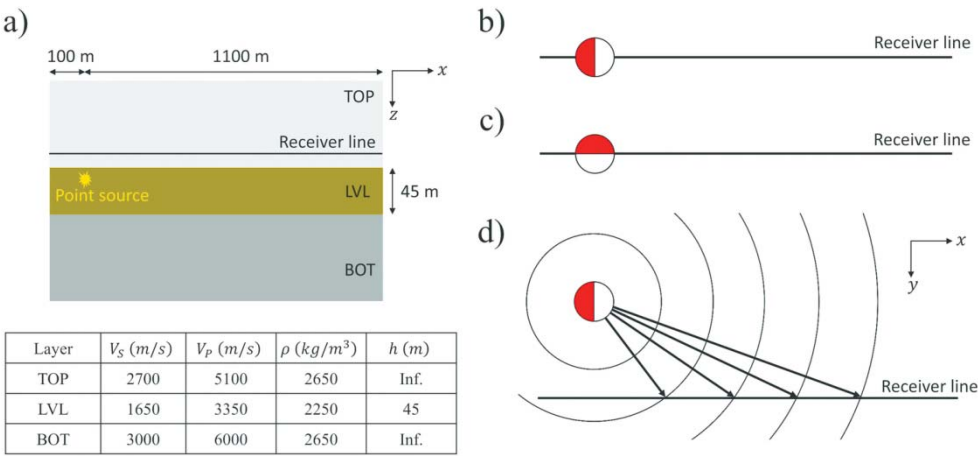 a)
100 m
1100 m
x
z
TOP
Receiver line
Point source
LVL
45 m
BOT
Layer V_S (m/s) V_P (m/s) ρ (kg/m³) h (m)
TOP 2700 5100 2650 Inf.
LVL 1650 3350 2250 45
BOT 3000 6000 2650 Inf.
b)
Receiver line
c)
Receiver line
d)
x
y
Receiver line